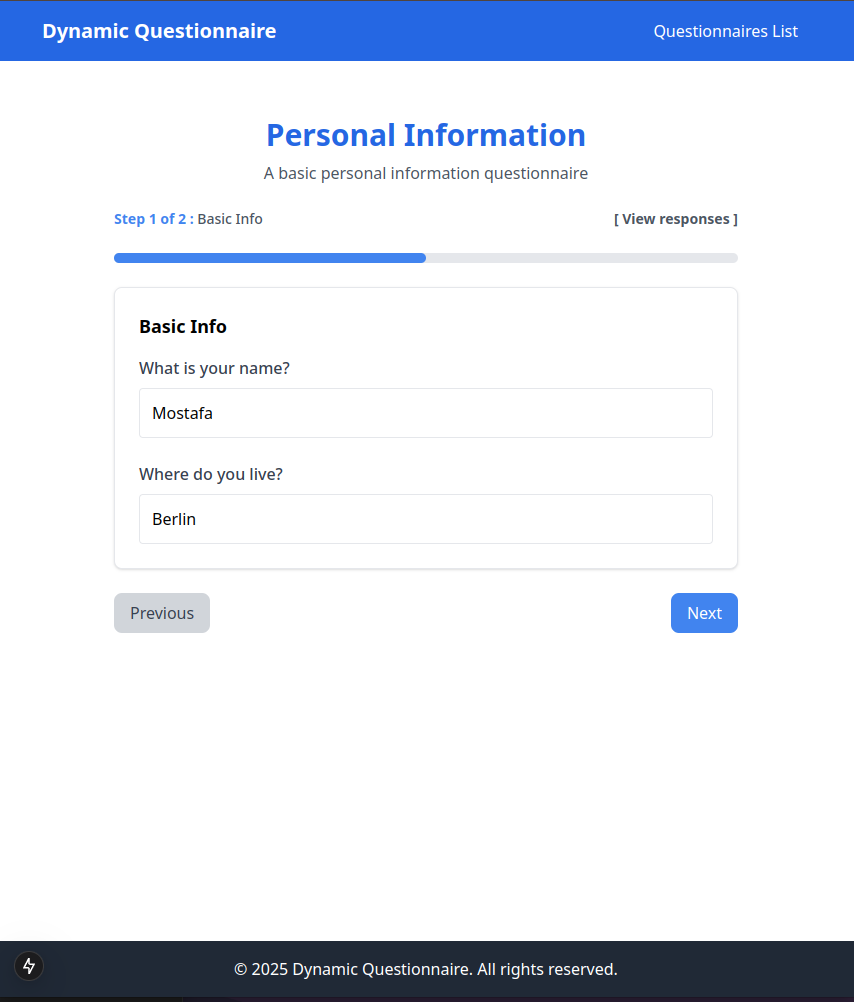 Dynamic Questionnaire
Questionnaires List
Personal Information
A basic personal information questionnaire
Step 1 of 2 : Basic Info
[ View responses ]
Basic Info
What is your name?
Mostafa
Where do you live?
Berlin
Previous
Next
© 2025 Dynamic Questionnaire. All rights reserved.